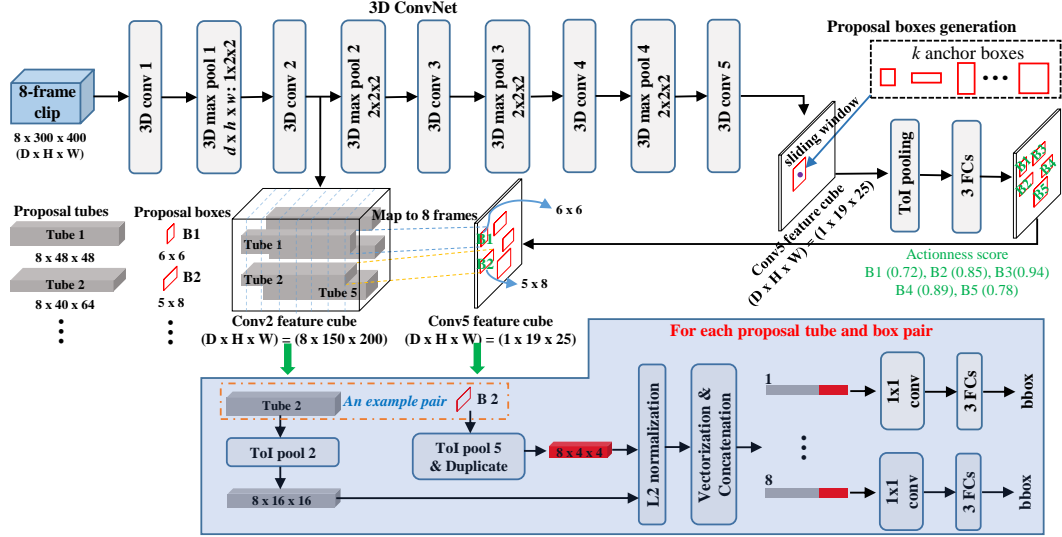 3D ConvNet
8-frame
clip
8 x 300 x 400
(D x H x W)
3D conv 1
3D max pool 1
d x h x w: 1x2x2
3D conv 2
3D max pool 2
2x2x2
3D conv 3
3D max pool 3
2x2x2
3D conv 4
3D max pool 4
2x2x2
3D conv 5
Proposal boxes generation
k anchor boxes
sliding window
Conv5 feature cube
(D x H x W) = (1 x 19 x 25)
ToI pooling
3 FCs
B1
B3
B4
B2
B5
Actionness score
B1 (0.72), B2 (0.85), B3(0.94)
B4 (0.89), B5 (0.78)
Proposal tubes
Tube 1
8 x 48 x 48
Tube 2
8 x 40 x 64
Proposal boxes
B1
6 x 6
B2
5 x 8
Tube 1
Tube 2
Tube 5
Map to 8 frames
B1
B2
6 x 6
5 x 8
Conv2 feature cube
(D x H x W) = (8 x 150 x 200)
Conv5 feature cube
(D x H x W) = (1 x 19 x 25)
For each proposal tube and box pair
Tube 2
An example pair
B 2
ToI pool 2
8 x 16 x 16
ToI pool 5
& Duplicate
8 x 4 x 4
L2 normalization
Vectorization &
Concatenation
1
1x1
conv
3 FCs
bbox
8
1x1
conv
3 FCs
bbox